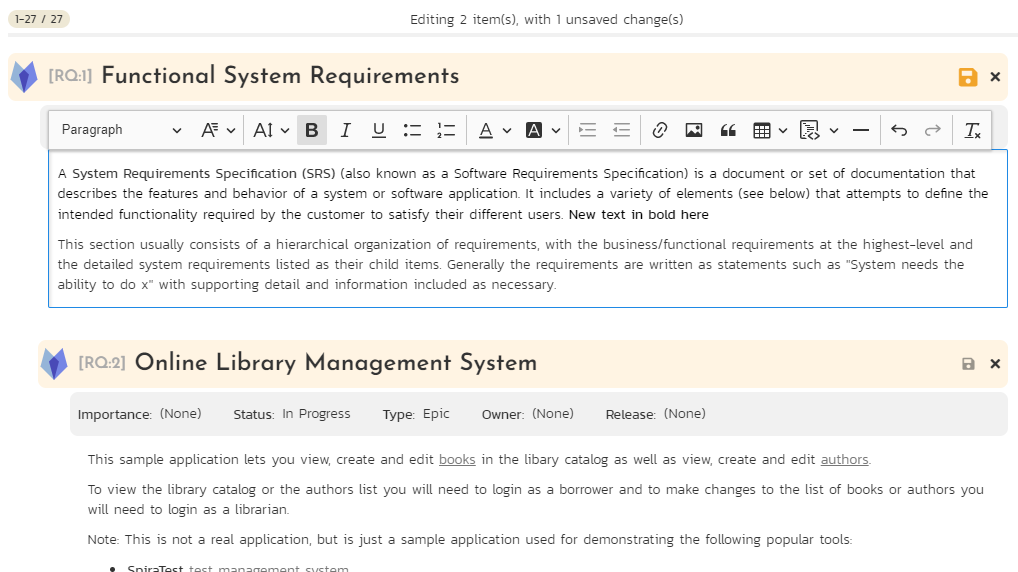 1-27 / 27
Editing 2 item(s), with 1 unsaved change(s)
[RQ:1] Functional System Requirements
Paragraph
A System Requirements Specification (SRS) (also known as a Software Requirements Specification) is a document or set of documentation that
describes the features and behavior of a system or software application. It includes a variety of elements (see below) that attempts to define the
intended functionality required by the customer to satisfy their different users. New text in bold here
This section usually consists of a hierarchical organization of requirements, with the business/functional requirements at the highest-level and
the detailed system requirements listed as their child items. Generally the requirements are written as statements such as "System needs the
ability to do x" with supporting detail and information included as necessary.
[RQ:2] Online Library Management System
Importance: (None) Status: In Progress Type: Epic Owner: (None) Release: (None)
This sample application lets you view, create and edit books in the libary catalog as well as view, create and edit authors.
To view the library catalog or the authors list you will need to login as a borrower and to make changes to the list of books or authors you
will need to login as a librarian.
Note: This is not a real application, but is just a sample application used for demonstrating the following popular tools:
• SpiraTest test management system